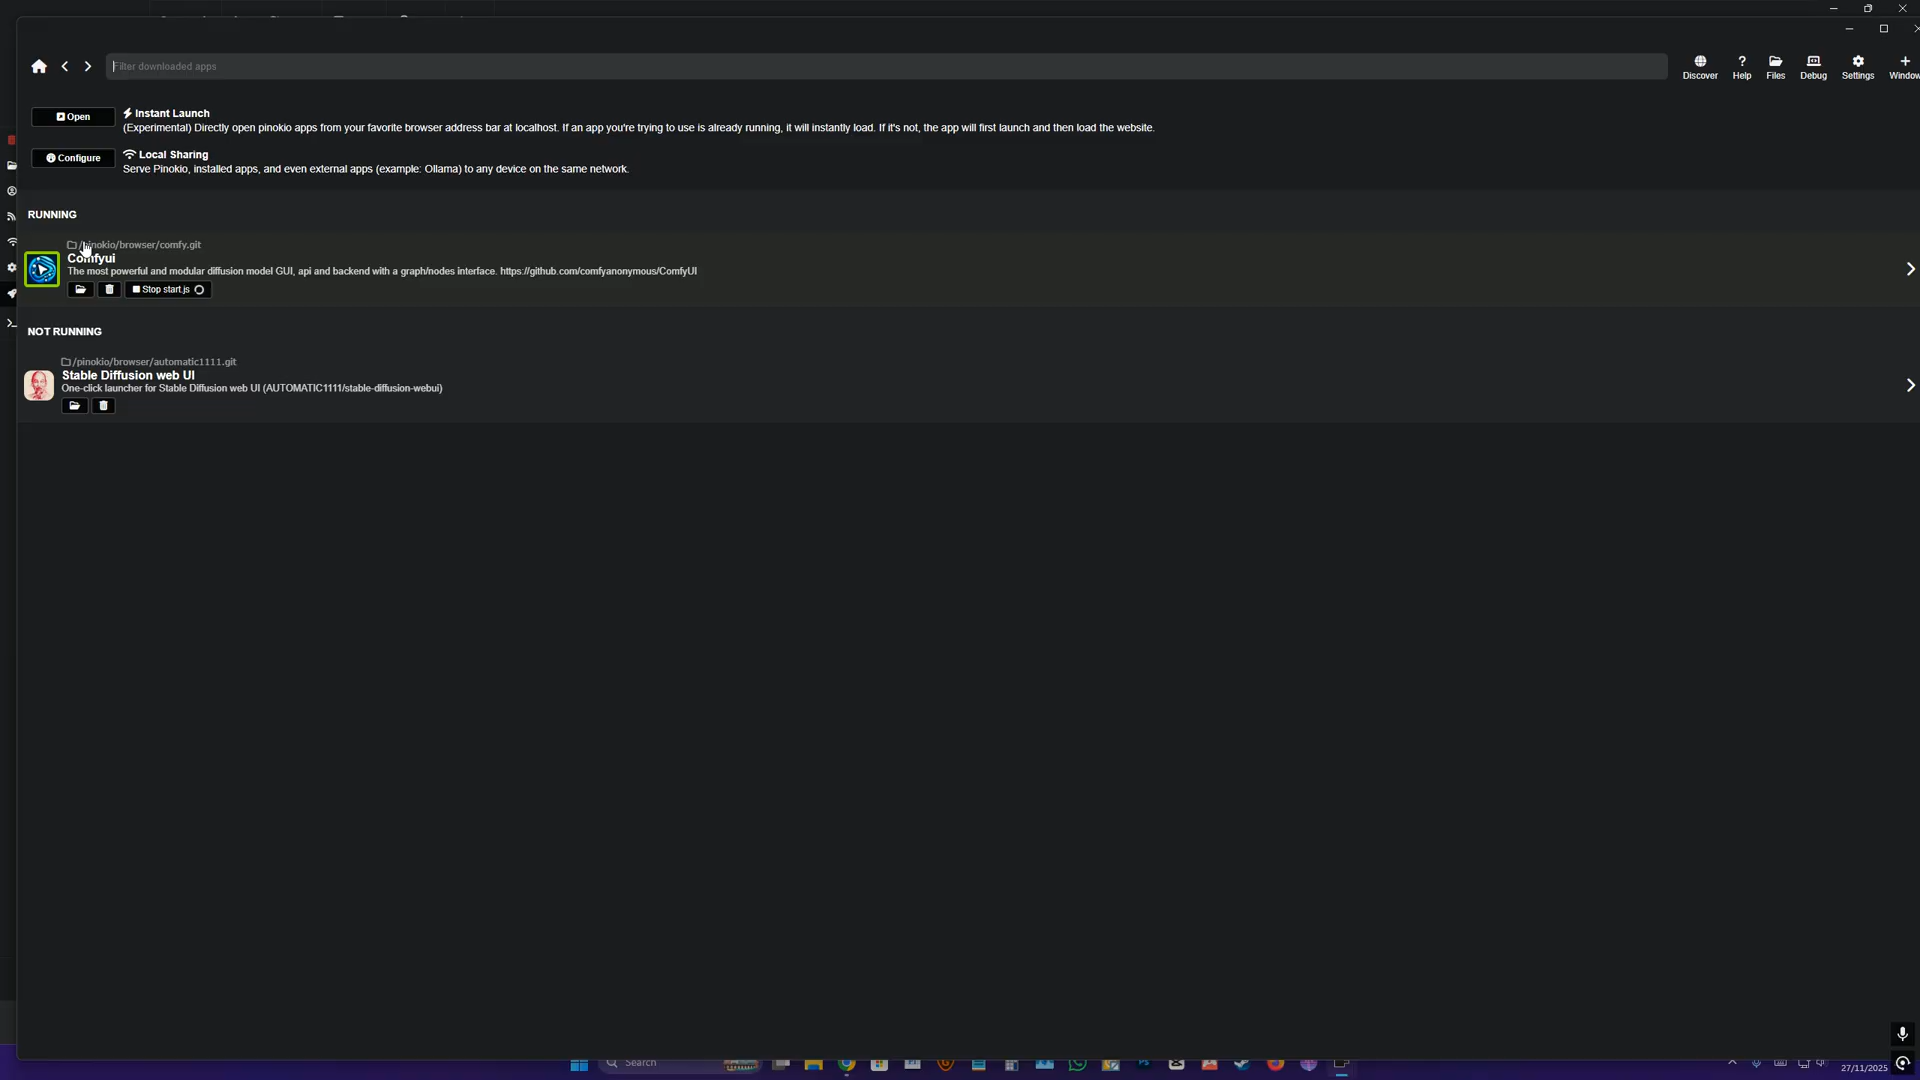 Filter downloaded apps
Discover
Help
Files
Debug
Settings
Window
Open
Instant Launch
(Experimental) Directly open pinokio apps from your favorite browser address bar at localhost. If an app you're trying to use is already running, it will instantly load. If it's not, the app will first launch and then load the website.
Configure
Local Sharing
Serve Pinokio, installed apps, and even external apps (example: Ollama) to any device on the same network.
RUNNING
/pinokio/browser/comfy.git
Comfyui
The most powerful and modular diffusion model GUI, api and backend with a graph/nodes interface. https://github.com/comfyanonymous/ComfyUI
Stop start.js
NOT RUNNING
/pinokio/browser/automatic1111.git
Stable Diffusion web UI
One-click launcher for Stable Diffusion web UI (AUTOMATIC1111/stable-diffusion-webui)
Search
27/11/2025